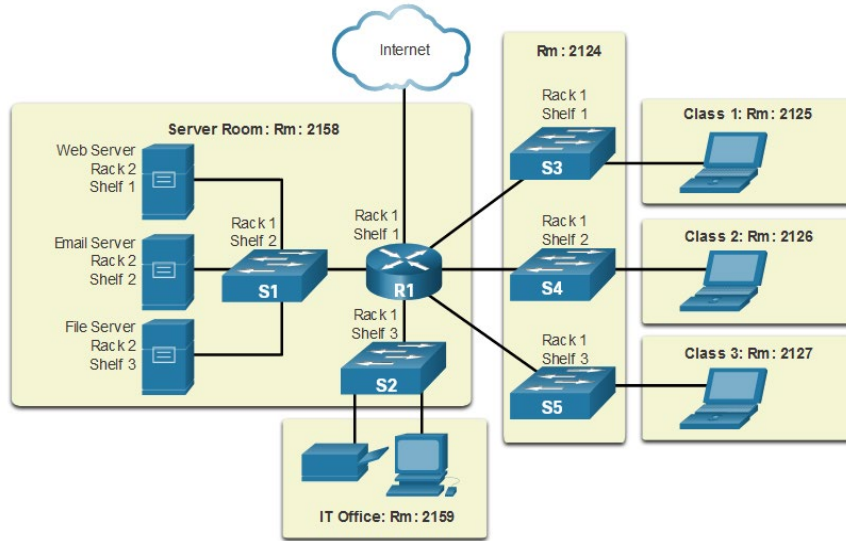 Internet
Rm: 2124
Server Room: Rm: 2158
Web Server
Rack 2
Shelf 1
Email Server
Rack 2
Shelf 2
File Server
Rack 2
Shelf 3
Rack 1
Shelf 2
S1
Rack 1
Shelf 1
R1
Rack 1
Shelf 3
S2
IT Office: Rm: 2159
Rack 1
Shelf 1
S3
Rack 1
Shelf 2
S4
Rack 1
Shelf 3
S5
Class 1: Rm: 2125
Class 2: Rm: 2126
Class 3: Rm: 2127